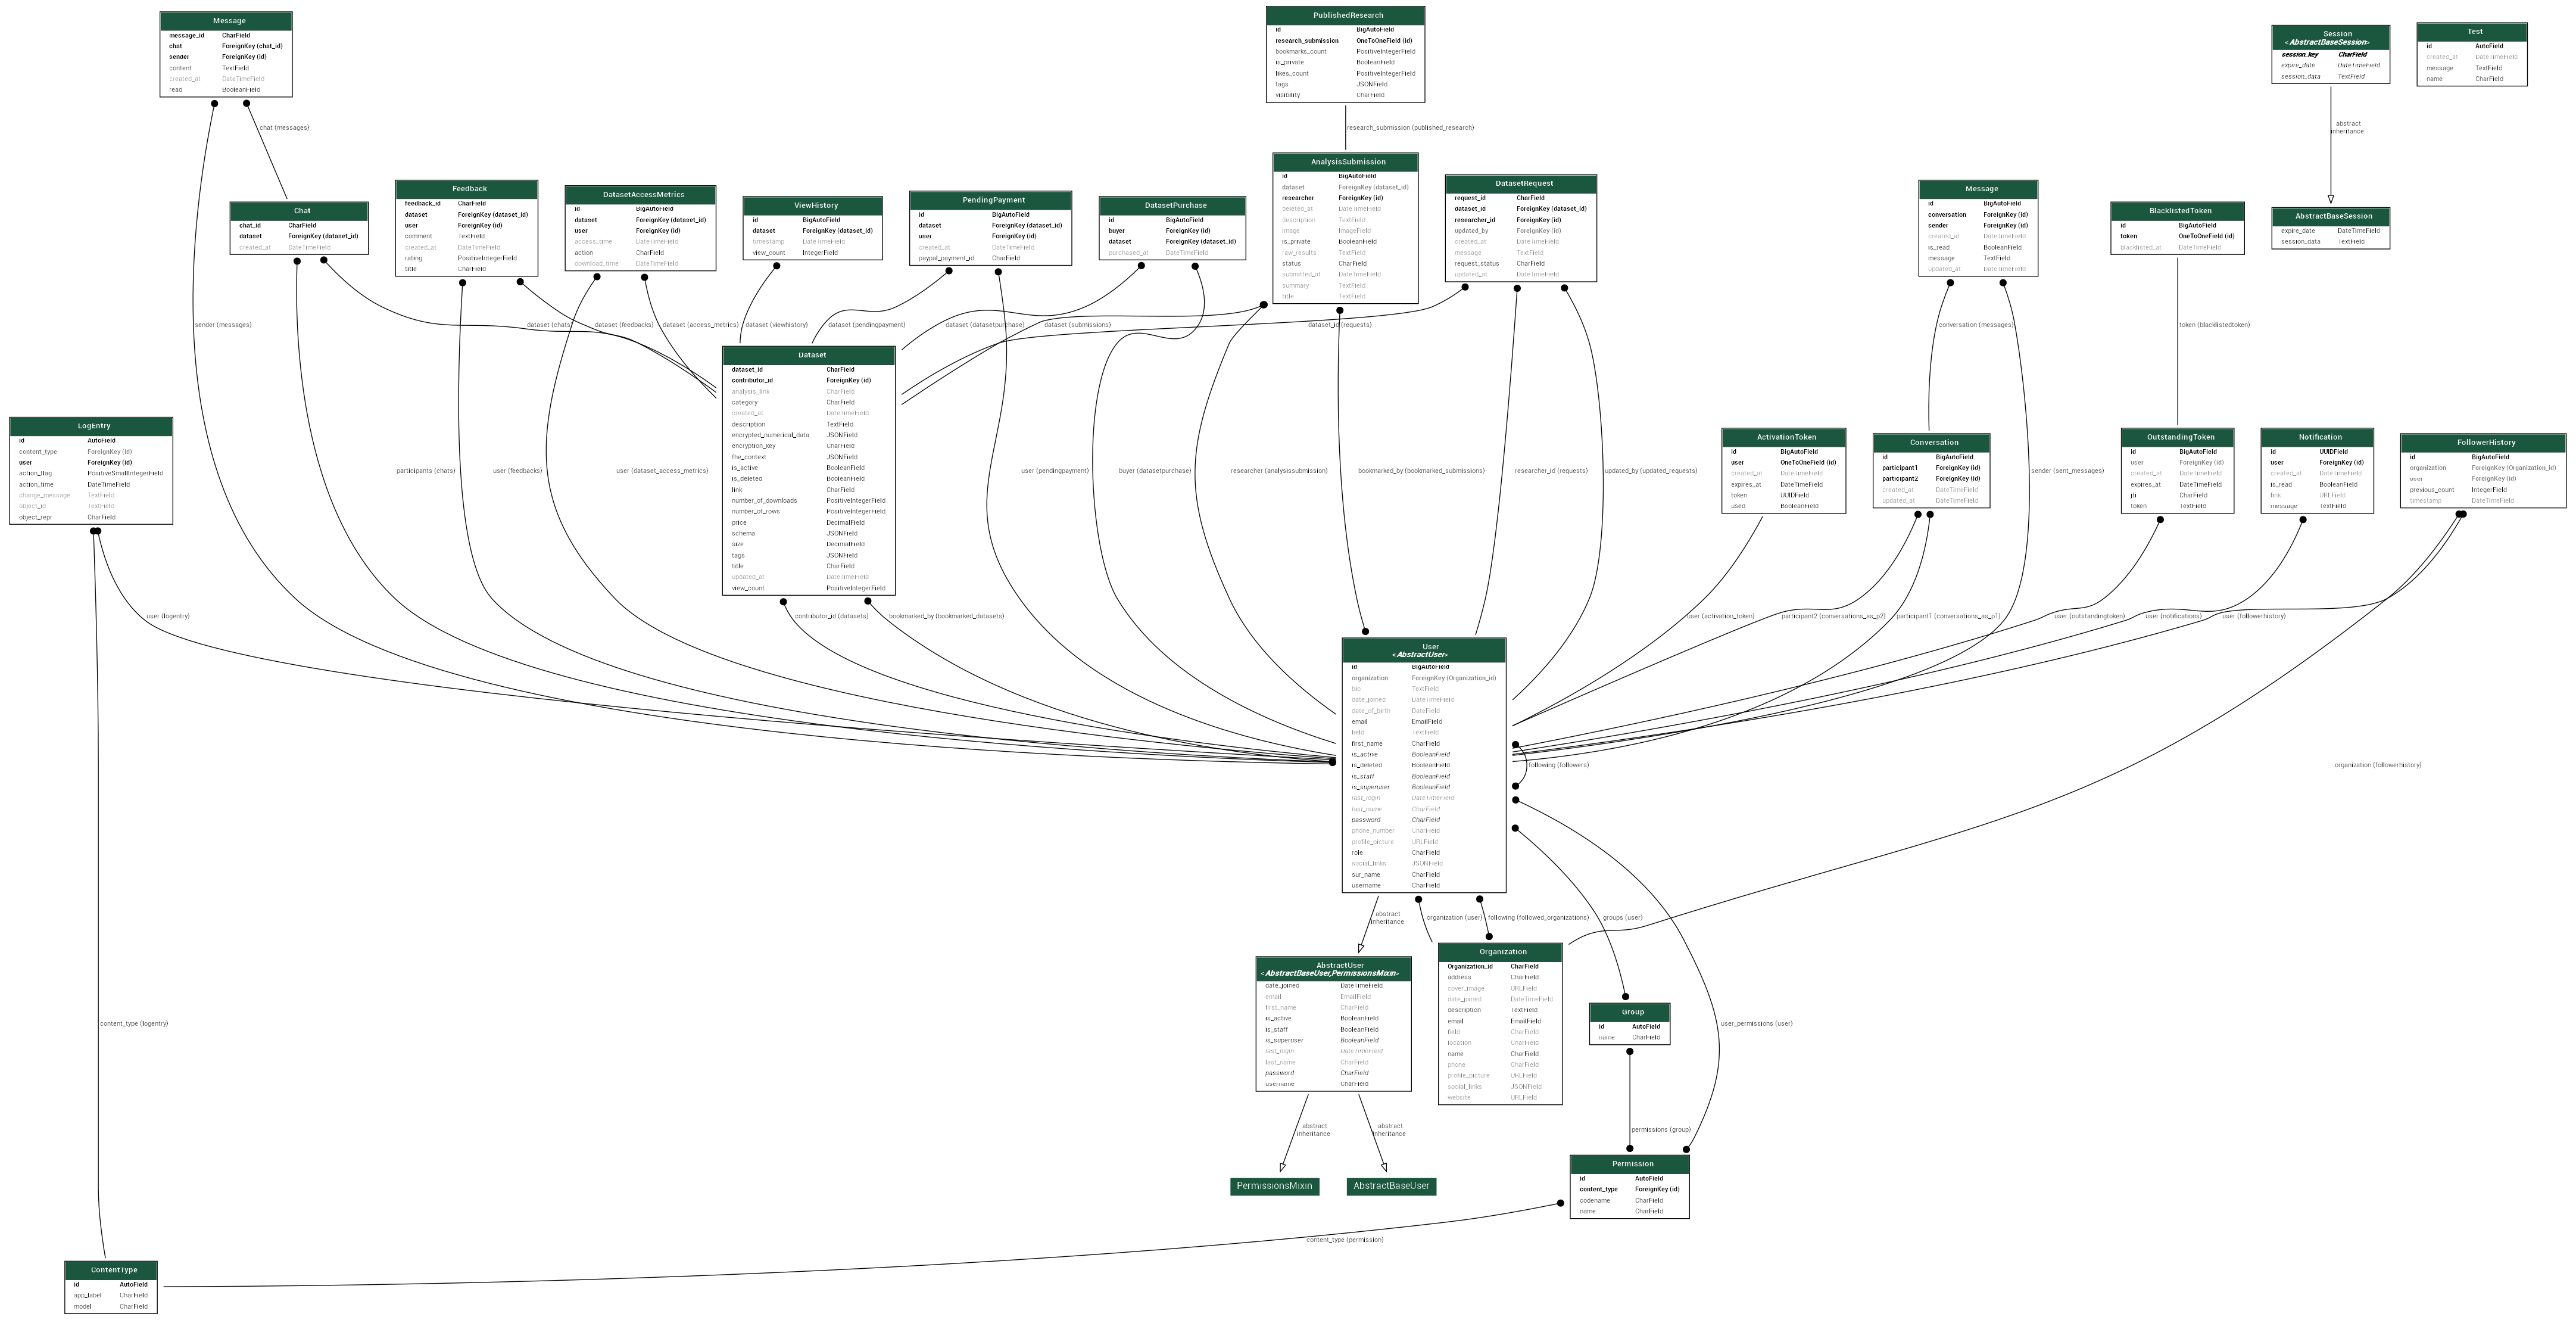 Message
message_id CharField
chat ForeignKey (chat_id)
sender ForeignKey (id)
content TextField
created_at DateTimeField
read BooleanField
PublishedResearch
id BigAutoField
research_submission OneToOneField (id)
bookmarks_count PositiveIntegerField
is_private BooleanField
likes_count PositiveIntegerField
tags JSONField
visibility CharField
Session
<AbstractBaseSession>
session_key CharField
expire_date DateTimeField
session_data TextField
Test
id AutoField
created_at DateTimeField
message TextField
name CharField
chat (messages)
research_submission (published_research)
abstract
inheritance
Chat
chat_id CharField
dataset ForeignKey (dataset_id)
created_at DateTimeField
Feedback
feedback_id CharField
dataset ForeignKey (dataset_id)
user ForeignKey (id)
comment TextField
created_at DateTimeField
rating PositiveIntegerField
title CharField
DatasetAccessMetrics
id BigAutoField
dataset ForeignKey (dataset_id)
user ForeignKey (id)
access_time DateTimeField
action CharField
download_time DateTimeField
ViewHistory
id BigAutoField
dataset ForeignKey (dataset_id)
timestamp DateTimeField
view_count IntegerField
PendingPayment
id BigAutoField
dataset ForeignKey (dataset_id)
user ForeignKey (id)
created_at DateTimeField
paypal_payment_id CharField
DatasetPurchase
id BigAutoField
buyer ForeignKey (id)
dataset ForeignKey (dataset_id)
purchased_at DateTimeField
AnalysisSubmission
id BigAutoField
dataset ForeignKey (dataset_id)
researcher ForeignKey (id)
deleted_at DateTimeField
description TextField
image ImageField
is_private BooleanField
raw_results TextField
status CharField
submitted_at DateTimeField
summary TextField
title TextField
DatasetRequest
request_id CharField
dataset_id ForeignKey (dataset_id)
researcher_id ForeignKey (id)
updated_by ForeignKey (id)
created_at DateTimeField
message TextField
request_status CharField
updated_at DateTimeField
Message
id BigAutoField
conversation ForeignKey (id)
sender ForeignKey (id)
created_at DateTimeField
is_read BooleanField
message TextField
updated_at DateTimeField
BlacklistedToken
id BigAutoField
token OneToOneField (id)
blacklisted_at DateTimeField
AbstractBaseSession
expire_date DateTimeField
session_data TextField
sender (messages)
dataset (chats)
dataset (feedbacks)
dataset (access_metrics)
dataset (viewhistory)
dataset (pendingpayment)
dataset (datasetpurchase)
dataset (submissions)
dataset_id (requests)
conversation (messages)
token (blacklistedtoken)
LogEntry
id AutoField
content_type ForeignKey (id)
user ForeignKey (id)
action_flag PositiveSmallIntegerField
action_time DateTimeField
change_message TextField
object_id TextField
object_repr CharField
Dataset
dataset_id CharField
contributor_id ForeignKey (id)
analysis_link CharField
category CharField
created_at DateTimeField
description TextField
encrypted_numerical_data JSONField
encryption_key CharField
fhe_context JSONField
is_active BooleanField
is_deleted BooleanField
link CharField
number_of_downloads PositiveIntegerField
number_of_rows PositiveIntegerField
price DecimalField
schema JSONField
size DecimalField
tags JSONField
title CharField
updated_at DateTimeField
view_count PositiveIntegerField
participants (chats)
user (feedbacks)
user (dataset_access_metrics)
user (pendingpayment)
buyer (datasetpurchase)
researcher (analysissubmission)
bookmarked_by (bookmarked_submissions)
researcher_id (requests)
updated_by (updated_requests)
ActivationToken
id BigAutoField
user OneToOneField (id)
created_at DateTimeField
expires_at DateTimeField
token UUIDField
used BooleanField
Conversation
id BigAutoField
participant1 ForeignKey (id)
participant2 ForeignKey (id)
created_at DateTimeField
updated_at DateTimeField
sender (sent_messages)
OutstandingToken
id BigAutoField
user ForeignKey (id)
created_at DateTimeField
expires_at DateTimeField
jti CharField
token TextField
Notification
id UUIDField
user ForeignKey (id)
created_at DateTimeField
is_read BooleanField
link URLField
message TextField
FollowerHistory
id BigAutoField
organization ForeignKey (Organization_id)
user ForeignKey (id)
previous_count IntegerField
timestamp DateTimeField
user (logentry)
contributor_id (datasets)
bookmarked_by (bookmarked_datasets)
user (activation_token)
participant2 (conversations_as_p2)
participant1 (conversations_as_p1)
user (outstandingtoken)
user (notifications)
user (followerhistory)
User
<AbstractUser>
id BigAutoField
organization ForeignKey (Organization_id)
bio TextField
date_joined DateTimeField
date_of_birth DateField
email EmailField
field TextField
first_name CharField
is_active BooleanField
is_deleted BooleanField
is_staff BooleanField
is_superuser BooleanField
last_login DateTimeField
last_name CharField
password CharField
phone_number CharField
profile_picture URLField
role CharField
social_links JSONField
sur_name CharField
username CharField
following (followers)
organization (followerhistory)
abstract
inheritance
organization (user)
following (followed_organizations)
groups (user)
AbstractUser
<AbstractBaseUser,PermissionsMixin>
date_joined DateTimeField
email EmailField
first_name CharField
is_active BooleanField
is_staff BooleanField
is_superuser BooleanField
last_login DateTimeField
last_name CharField
password CharField
username CharField
Organization
Organization_id CharField
address CharField
cover_image URLField
date_joined DateTimeField
description TextField
email EmailField
field CharField
location CharField
name CharField
phone CharField
profile_picture URLField
social_links JSONField
website URLField
Group
id AutoField
name CharField
content_type (logentry)
user_permissions (user)
abstract
inheritance
abstract
inheritance
permissions (group)
PermissionsMixin
AbstractBaseUser
Permission
id AutoField
content_type ForeignKey (id)
codename CharField
name CharField
content_type (permission)
ContentType
id AutoField
app_label CharField
model CharField